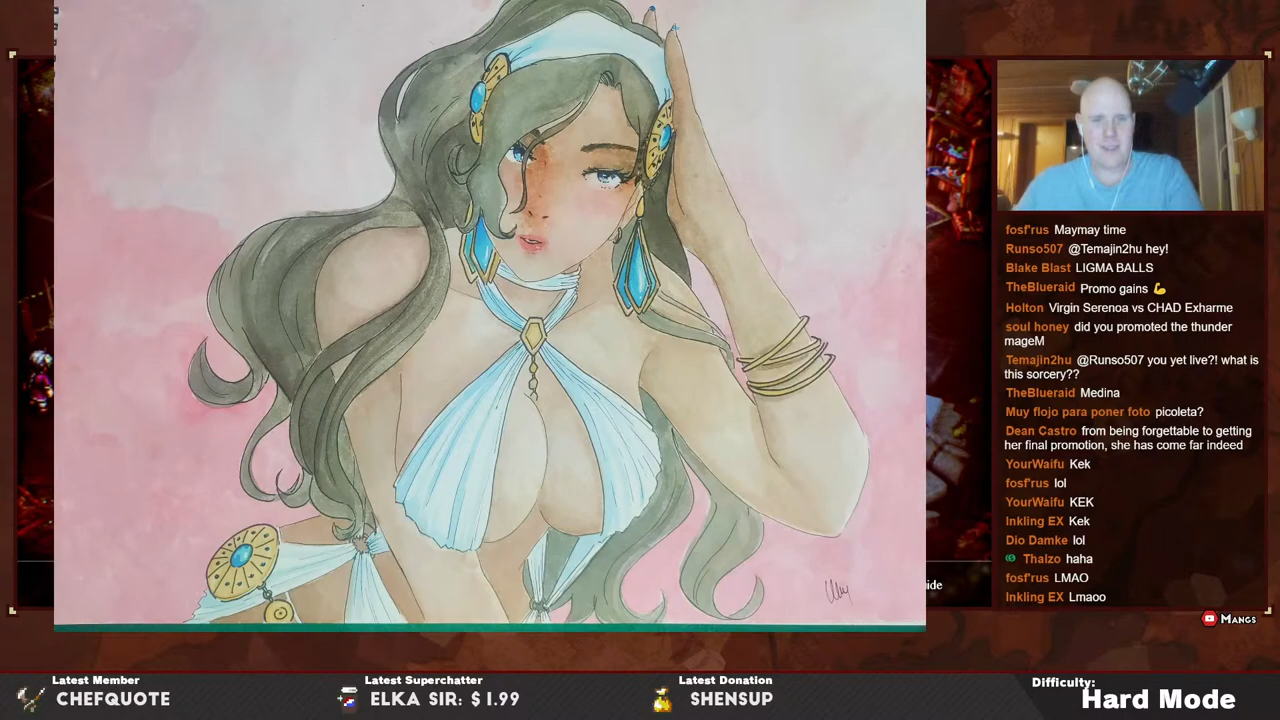 fosf'rus Maymay time
Runso507 @Temajin2hu hey!
Blake Blast LIGMA BALLS
TheBlueraid Promo gains 💪
Holton Virgin Serenoa vs CHAD Exharme
soul honey did you promoted the thunder
mageM
Temajin2hu @Runso507 you yet live?! what is
this sorcery??
TheBlueraid Medina
Muy flojo para poner foto picoleta?
Dean Castro from being forgettable to getting
her final promotion, she has come far indeed
YourWaifu Kek
fosf'rus lol
YourWaifu KEK
Inkling EX Kek
Dio Damke lol
Thalzo haha
fosf'rus LMAO
Inkling EX Lmaoo
ide
Mangs
Latest Member
CHEFQUOTE
Latest Superchatter
ELKA SIR: $1.99
Latest Donation
SHENSUP
Difficulty:
Hard Mode